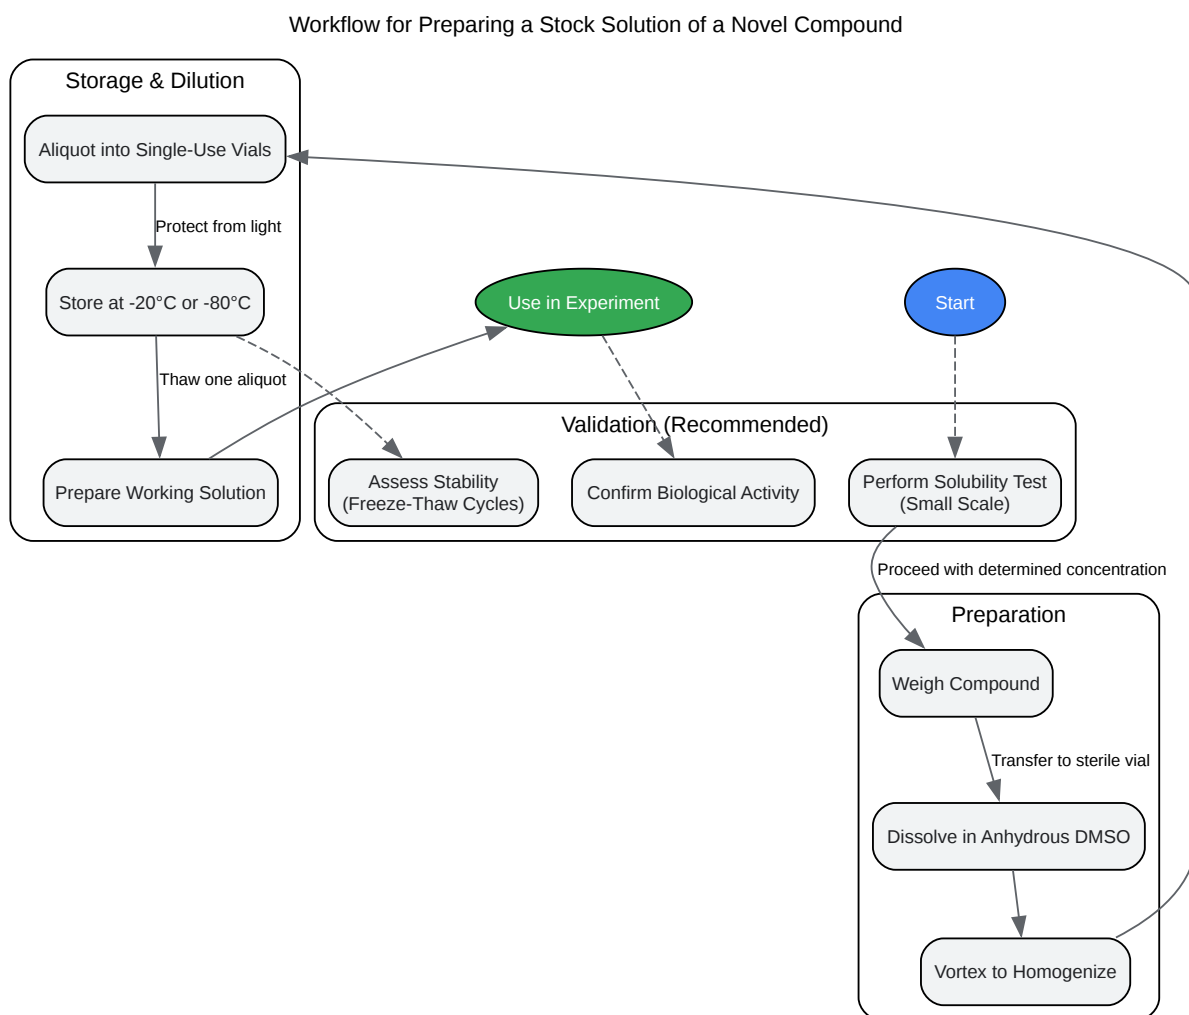 Workflow for Preparing a Stock Solution of a Novel Compound
Storage & Dilution
Aliquot into Single-Use Vials
Protect from light
Store at -20°C or -80°C
Thaw one aliquot
Prepare Working Solution
Use in Experiment
Start
Validation (Recommended)
Assess Stability
(Freeze-Thaw Cycles)
Confirm Biological Activity
Perform Solubility Test
(Small Scale)
Proceed with determined concentration
Preparation
Weigh Compound
Transfer to sterile vial
Dissolve in Anhydrous DMSO
Vortex to Homogenize